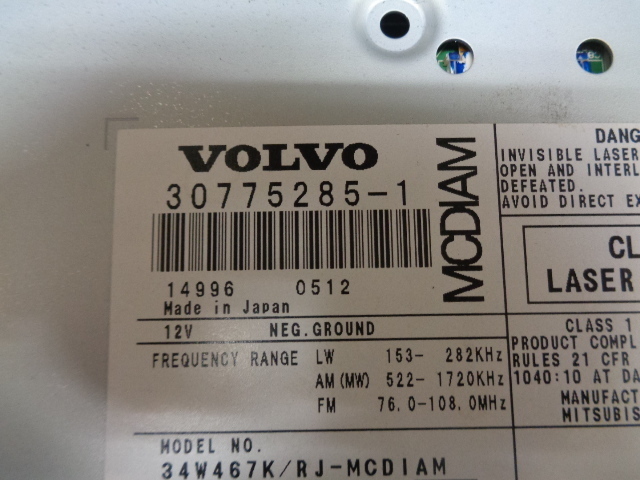 VOLVO
30775285-1
MCDIAM
14996 0512
Made in Japan
12V NEG.GROUND
FREQUENCY RANGE LW 153- 282KHz
AM (MW) 522- 1720KHz
FM 76.0-108.0MHz
MODEL NO.
34W467K/RJ-MCDIAM
DANG
INVISIBLE LASER
OPEN AND INTERL
DEFEATED.
AVOID DIRECT EX
CL
LASER
CLASS 1
PRODUCT COMPL
RULES 21 CFR
1040:10 AT DA
MANUFACT
MITSUBIS